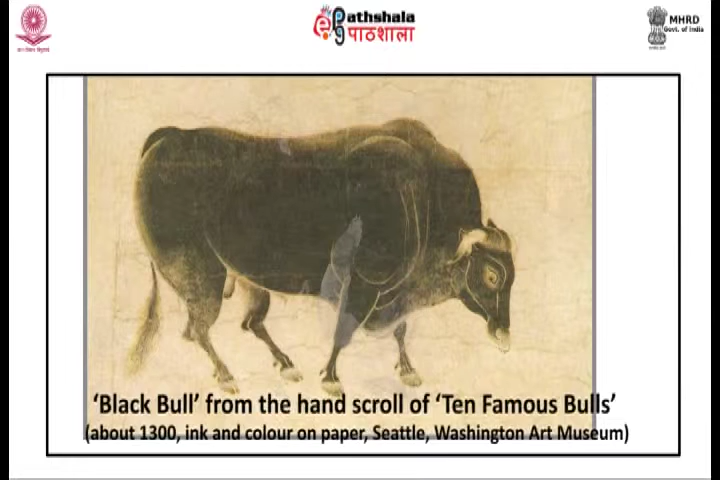 ePathshala
पाठशाला
MHRD
Govt. of India
‘Black Bull’ from the hand scroll of ‘Ten Famous Bulls’
(about 1300, ink and colour on paper, Seattle, Washington Art Museum)